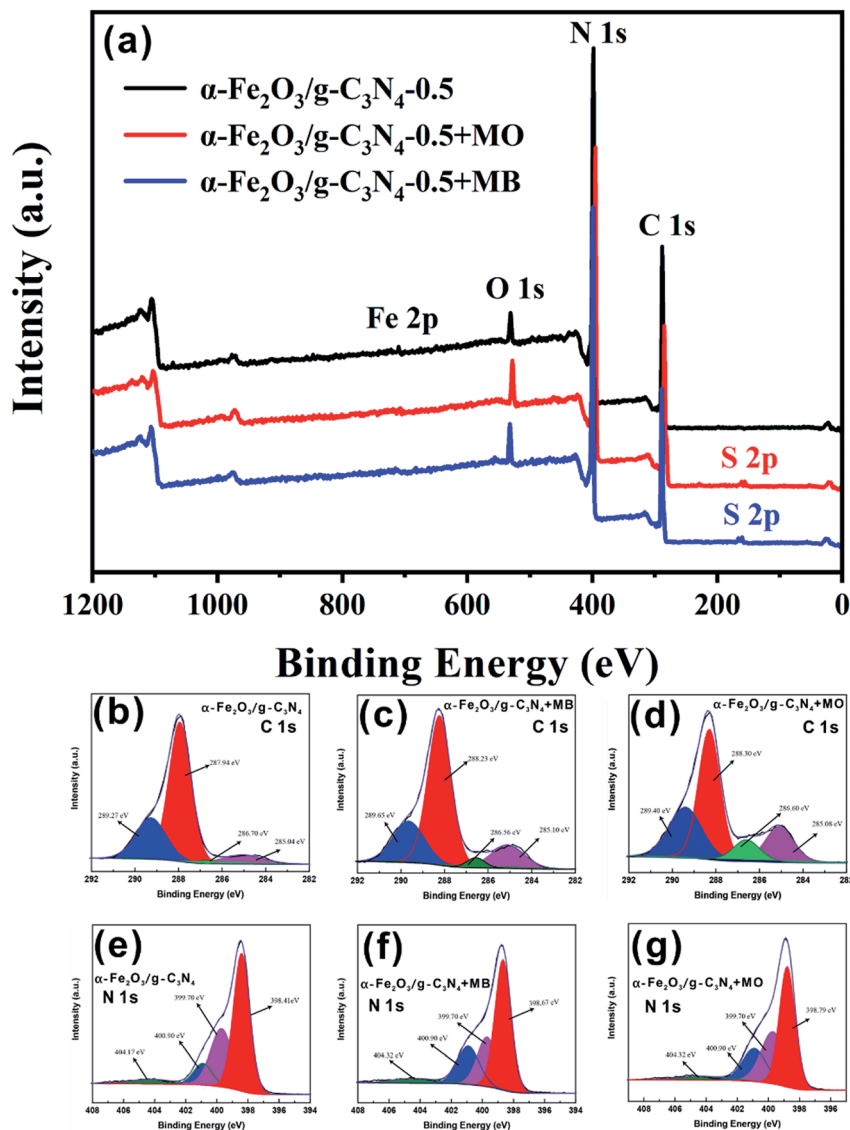 (a)
N 1s
α-Fe₂O₃/g-C₃N₄-0.5
α-Fe₂O₃/g-C₃N₄-0.5+MO
α-Fe₂O₃/g-C₃N₄-0.5+MB
C 1s
O 1s
Fe 2p
S 2p
S 2p
Intensity (a.u.)
1200 1000 800 600 400 200 0
Binding Energy (eV)
(b)
α-Fe₂O₃/g-C₃N₄
C 1s
287.94 eV
289.27 eV
286.70 eV
285.04 eV
Intensity (a.u.)
292 290 288 286 284 282
Binding Energy (eV)
(c)
α-Fe₂O₃/g-C₃N₄+MB
C 1s
288.23 eV
289.65 eV
286.56 eV
285.10 eV
Intensity (a.u.)
292 290 288 286 284 282
Binding Energy (eV)
(d)
α-Fe₂O₃/g-C₃N₄+MO
C 1s
288.30 eV
289.40 eV
286.60 eV
285.08 eV
Intensity (a.u.)
292 290 288 286 284 282
Binding Energy (eV)
(e)
α-Fe₂O₃/g-C₃N₄
N 1s
399.70 eV
398.41eV
400.90 eV
404.17 eV
Intensity (a.u.)
408 406 404 402 400 398 396 394
Binding Energy (eV)
(f)
α-Fe₂O₃/g-C₃N₄+MB
N 1s
399.70 eV
398.67 eV
400.90 eV
404.32 eV
Intensity (a.u.)
408 406 404 402 400 398 396 394
Binding Energy (eV)
(g)
α-Fe₂O₃/g-C₃N₄+MO
N 1s
399.70 eV
398.79 eV
400.90 eV
404.32 eV
Intensity (a.u.)
408 406 404 402 400 398 396
Binding Energy (eV)